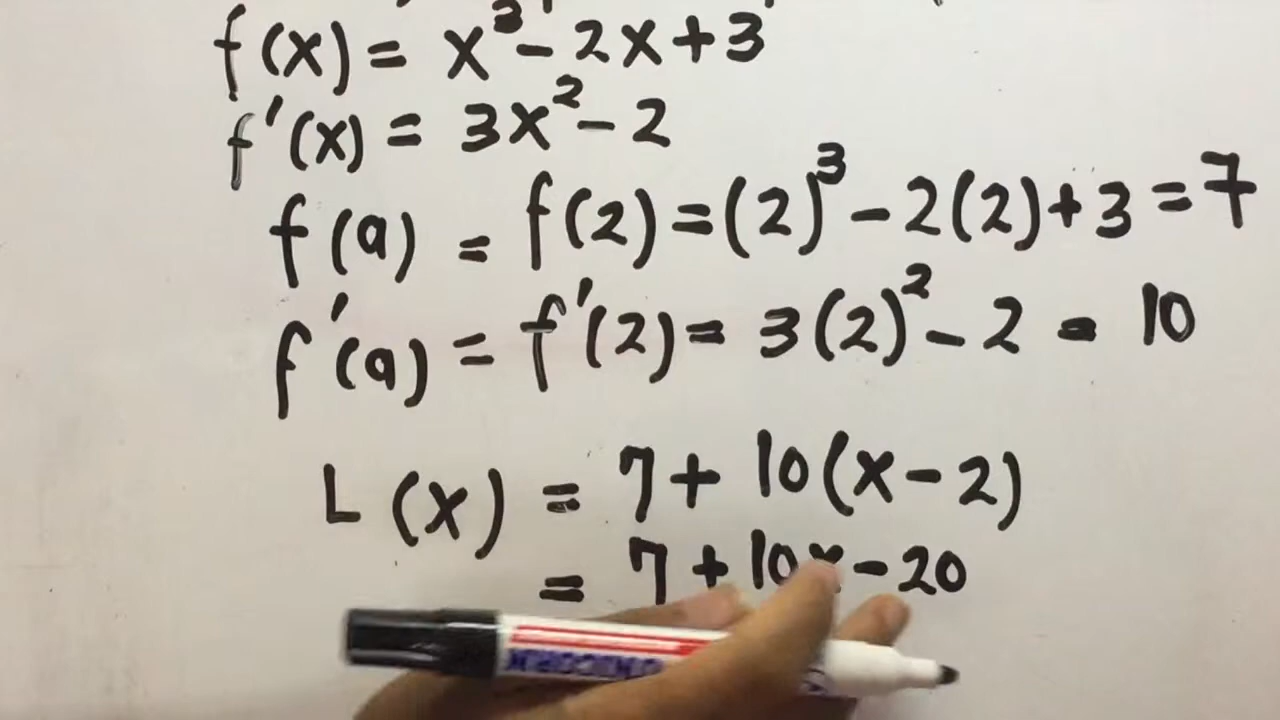 f(x) = x³ - 2x + 3
f'(x) = 3x² - 2
f(a) = f(2) = (2)³ - 2(2) + 3 = 7
f'(a) = f'(2) = 3(2)² - 2 = 10
L(x) = 7 + 10(x - 2)
= 7 + 10x - 20
UNICORN